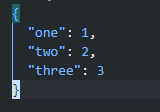 {
  "one": 1,
  "two": 2,
  "three": 3
}